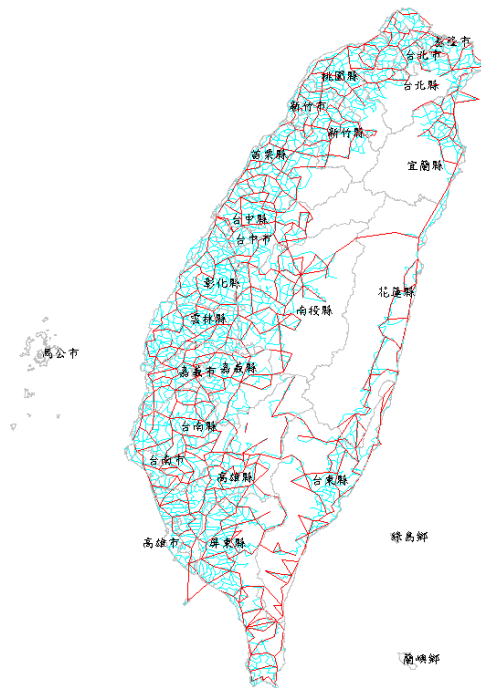 基隆市
台北市
桃園縣
台北縣
新竹市
新竹縣
苗栗縣
宜蘭縣
台中縣
台中市
彰化縣
花蓮縣
南投縣
雲林縣
馬公市
嘉義市
嘉義縣
台南縣
台南市
高雄縣
台東縣
綠島鄉
高雄市
屏東縣
蘭嶼鄉